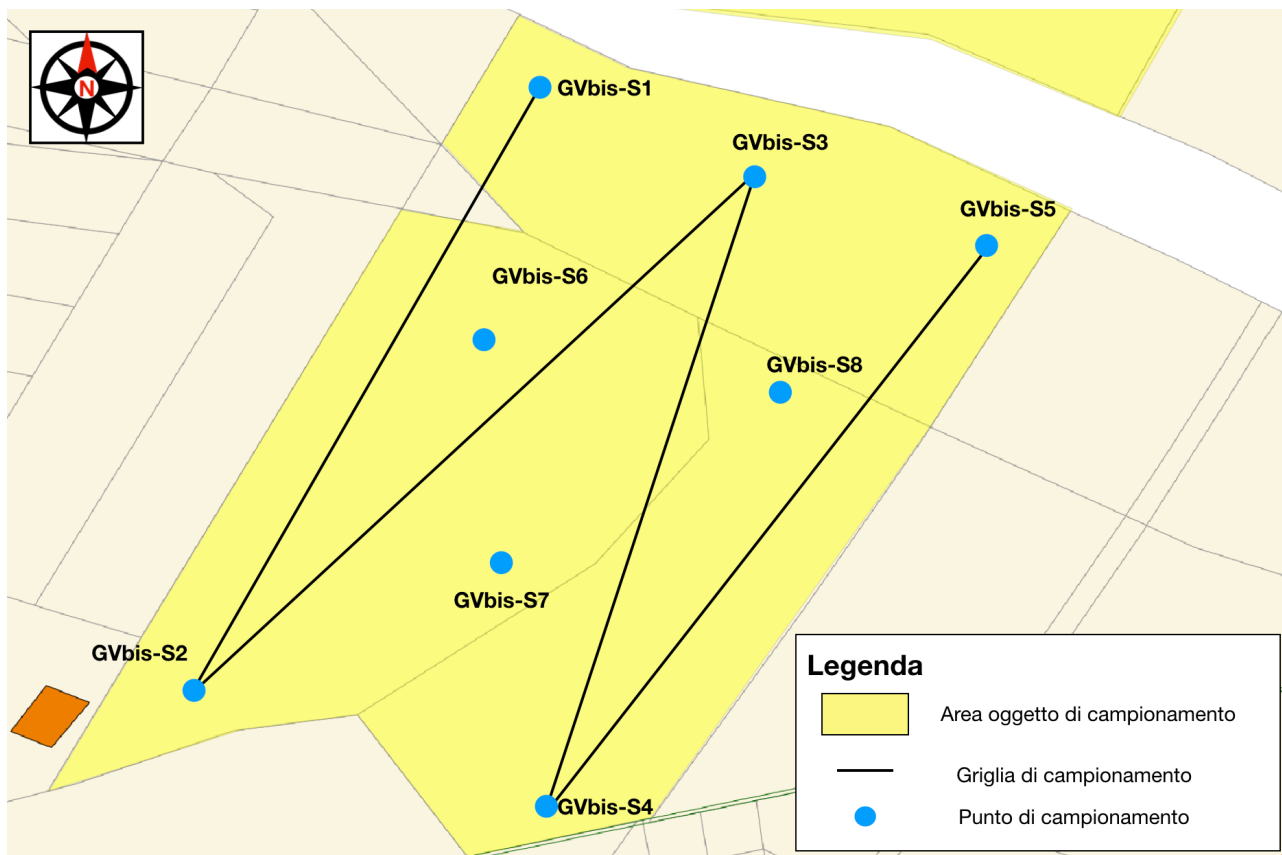 N
GVbis-S1
GVbis-S3
GVbis-S5
GVbis-S6
GVbis-S8
GVbis-S7
GVbis-S2
GVbis-S4
Legenda
Area oggetto di campionamento
Griglia di campionamento
Punto di campionamento